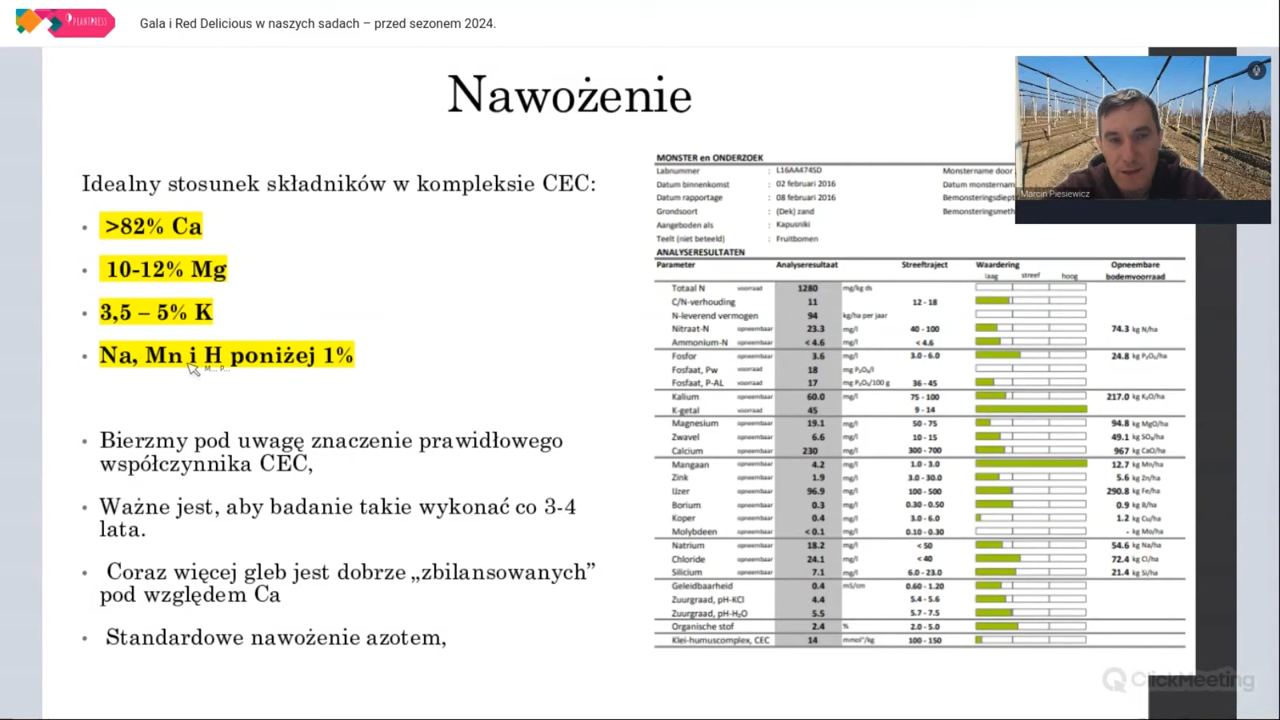 PLANTPRESS
Gala i Red Delicious w naszych sadach – przed sezonem 2024.
Nawożenie
Marcin Piesiewicz
Idealny stosunek składników w kompleksie CEC:
• >82% Ca
• 10-12% Mg
• 3,5 – 5% K
• Na, Mn i H poniżej 1%
M... P...
• Bierzmy pod uwagę znaczenie prawidłowego
współczynnika CEC,
• Ważne jest, aby badanie takie wykonać co 3-4
lata.
• Coraz więcej gleb jest dobrze „zbilansowanych”
pod względem Ca
• Standardowe nawożenie azotem,
MONSTER en ONDERZOEK
Labnummer : L16AA474SD Monstername door
Datum binnenkomst : 02 februari 2016 Datum monsternam
Datum rapportage : 08 februari 2016 Bemonsteringsdiept
Grondsoort : (Dek) zand Bemonsteringsmeth
Aangeboden als : Kapusniki
Teelt (niet beteeld) : Fruitbomen
ANALYSERESULTATEN
Parameter Analyseresultaat Streeftraject Waardering Opneembare
laag streef hoog bodemvoorraad
Totaal N voorraad 1280 mg/kg ds
C/N-verhouding 11 12 - 18
N-leverend vermogen 94 kg/ha per jaar
Nitraat-N opneembaar 23.3 mg/l 40 - 100 74.3 kg N/ha
Ammonium-N opneembaar < 4.6 mg/l < 4.6
Fosfor opneembaar 3.6 mg/l 3.0 - 6.0 24.8 kg P₂O₅/ha
Fosfaat, Pw voorraad 18 mg P₂O₅/l
Fosfaat, P-AL voorraad 17 mg P₂O₅/100 g 36 - 45
Kalium opneembaar 60.0 mg/l 75 - 100 217.0 kg K₂O/ha
K-getal voorraad 45 9 - 14
Magnesium opneembaar 19.1 mg/l 50 - 75 94.8 kg MgO/ha
Zwavel opneembaar 6.6 mg/l 10 - 15 49.1 kg SO₃/ha
Calcium opneembaar 230 mg/l 300 - 700 967 kg CaO/ha
Mangaan opneembaar 4.2 mg/l 1.0 - 3.0 12.7 kg Mn/ha
Zink opneembaar 1.9 mg/l 3.0 - 30.0 5.6 kg Zn/ha
IJzer opneembaar 96.9 mg/l 100 - 500 290.8 kg Fe/ha
Borium opneembaar 0.3 mg/l 0.30 - 0.50 0.9 kg B/ha
Koper opneembaar 0.4 mg/l 3.0 - 6.0 1.2 kg Cu/ha
Molybdeen opneembaar < 0.1 mg/l 0.10 - 0.30 - kg Mo/ha
Natrium opneembaar 18.2 mg/l < 50 54.6 kg Na/ha
Chloride opneembaar 24.1 mg/l < 40 72.4 kg Cl/ha
Silicium opneembaar 7.1 mg/l 6.0 - 23.0 21.4 kg Si/ha
Geleidbaarheid 0.4 mS/cm 0.60 - 1.20
Zuurgraad, pH-KCl 4.4 5.4 - 5.6
Zuurgraad, pH-H₂O 5.5 5.7 - 7.5
Organische stof 2.4 % 2.0 - 5.0
Klei-humuscomplex, CEC 14 mmol⁺/kg 100 - 150
ClickMeeting